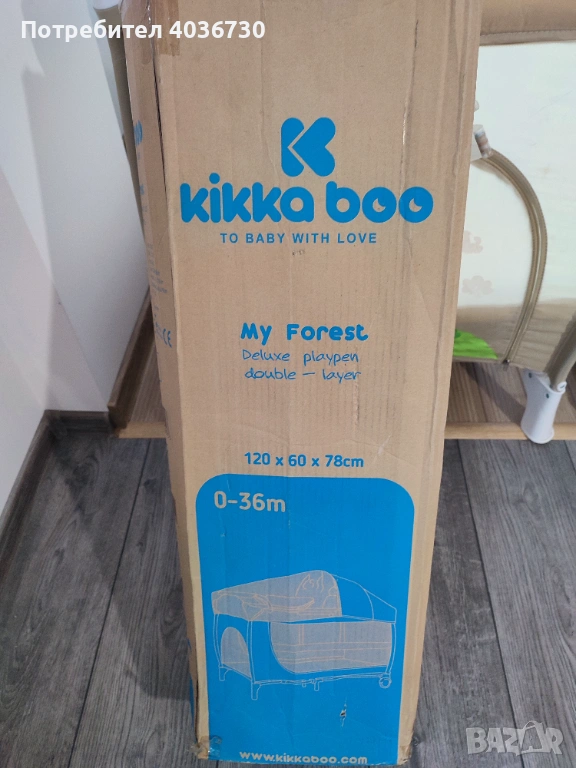 Потребител 4036730
kikka boo
TO BABY WITH LOVE
My Forest
Deluxe playpen
double – layer
120 x 60 x 78cm
0-36m
www.kikkaboo.com
BAZAR